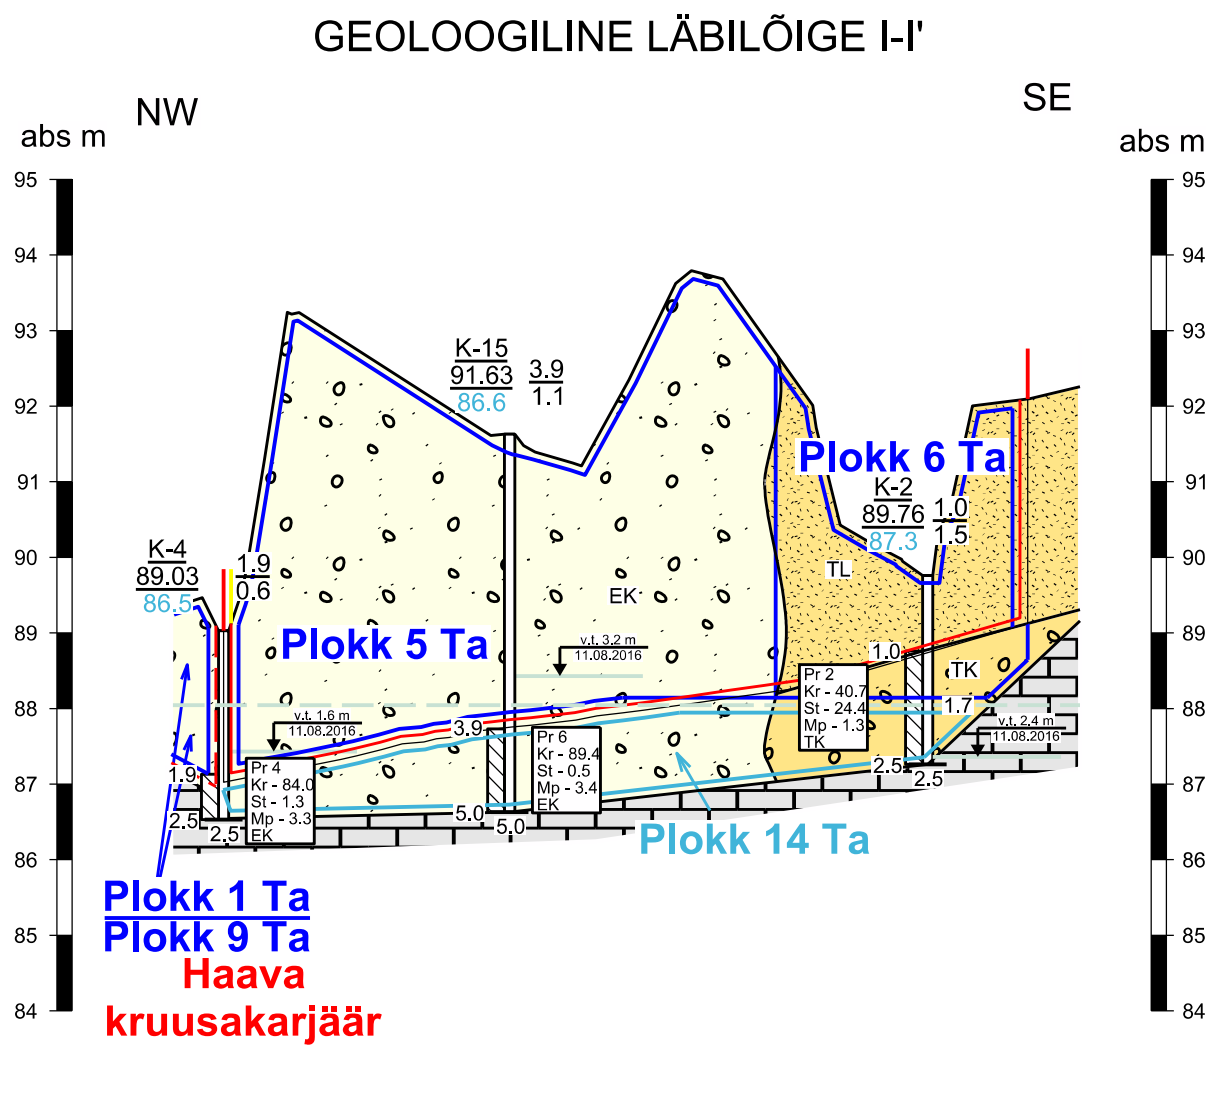 GEOLOOGILINE LÄBILÕIGE I-I'
NW
SE
abs m
abs m
95
95
94
94
93
93
K-15
91.63
86.6
3.9
1.1
92
92
Plokk 6 Ta
91
91
K-2
89.76
87.3
1.0
1.5
K-4
89.03
86.5
1.9
0.6
90
90
TL
EK
89
89
Plokk 5 Ta
v.t. 3.2 m
11.08.2016
1.0
TK
Pr 2
Kr - 40.7
St - 24.4
Mp - 1.3
TK
88
88
1.7
v.t. 1.6 m
11.08.2016
3.9
v.t. 2,4 m
11.08.2016
Pr 6
Kr - 89.4
St - 0.5
Mp - 3.4
EK
Pr 4
Kr - 84.0
St - 1.3
Mp - 3.3
EK
1.9
2.5
2.5
87
87
2.5
2.5
5.0
5.0
Plokk 14 Ta
86
86
Plokk 1 Ta
Plokk 9 Ta
85
85
Haava
kruusakarjäär
84
84